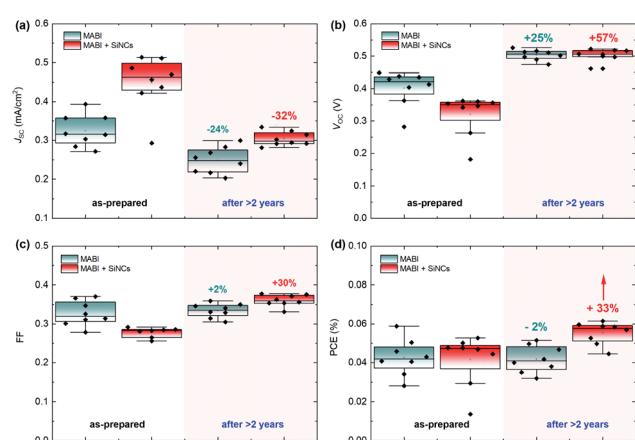 (a)
MABI
MABI + SiNCs
-24%
-32%
as-prepared
after >2 years
J_SC (mA/cm²)
0.6
0.5
0.4
0.3
0.2
0.1
(b)
MABI
MABI + SiNCs
+25%
+57%
as-prepared
after >2 years
V_OC (V)
0.6
0.5
0.4
0.3
0.2
0.1
0.0
(c)
MABI
MABI + SiNCs
+2%
+30%
as-prepared
after >2 years
FF
0.5
0.4
0.3
0.2
0.1
(d)
MABI
MABI + SiNCs
- 2%
+ 33%
as-prepared
after >2 years
PCE (%)
0.10
0.08
0.06
0.04
0.02
0.00